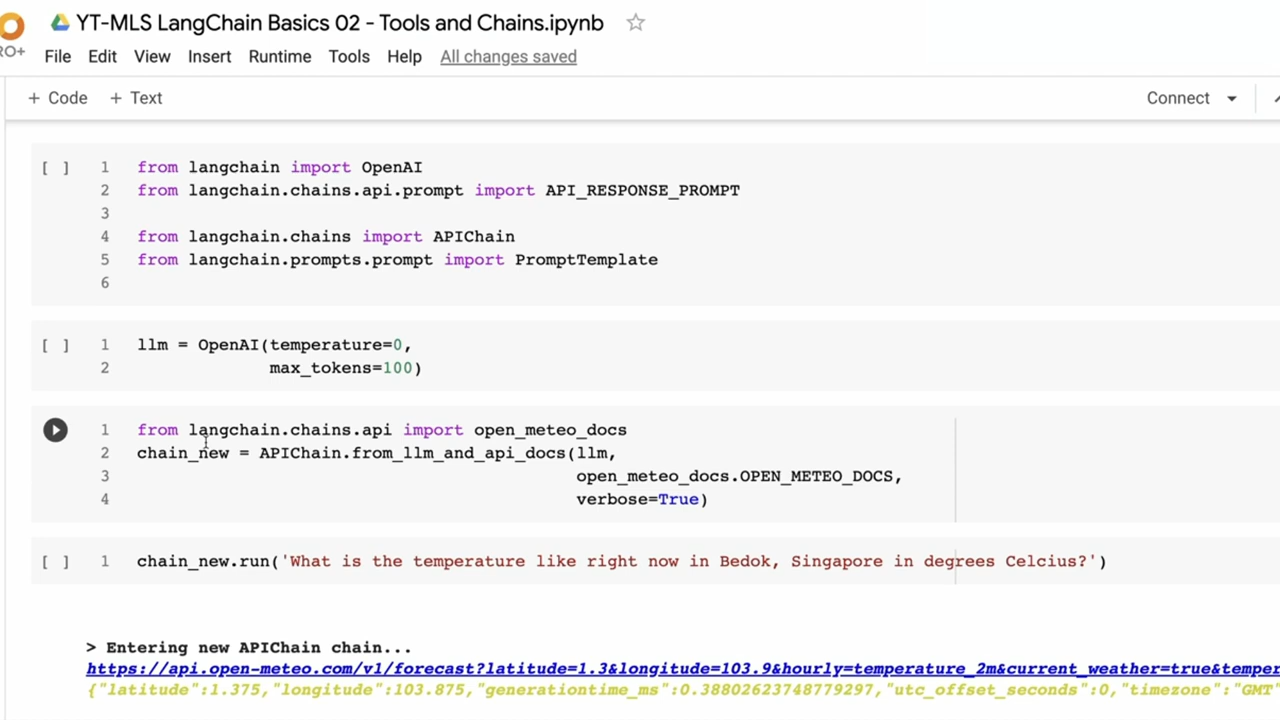 YT-MLS LangChain Basics 02 - Tools and Chains.ipynb
RO+
File Edit View Insert Runtime Tools Help All changes saved
+ Code + Text Connect
[ ] 1 from langchain import OpenAI
2 from langchain.chains.api.prompt import API_RESPONSE_PROMPT
3
4 from langchain.chains import APIChain
5 from langchain.prompts.prompt import PromptTemplate
6
[ ] 1 llm = OpenAI(temperature=0,
2 max_tokens=100)
1 from langchain.chains.api import open_meteo_docs
2 chain_new = APIChain.from_llm_and_api_docs(llm,
3 open_meteo_docs.OPEN_METEO_DOCS,
4 verbose=True)
[ ] 1 chain_new.run('What is the temperature like right now in Bedok, Singapore in degrees Celcius?')
> Entering new APIChain chain...
https://api.open-meteo.com/v1/forecast?latitude=1.3&longitude=103.9&hourly=temperature_2m&current_weather=true&temper
{"latitude":1.375,"longitude":103.875,"generationtime_ms":0.38802623748779297,"utc_offset_seconds":0,"timezone":"GMT"